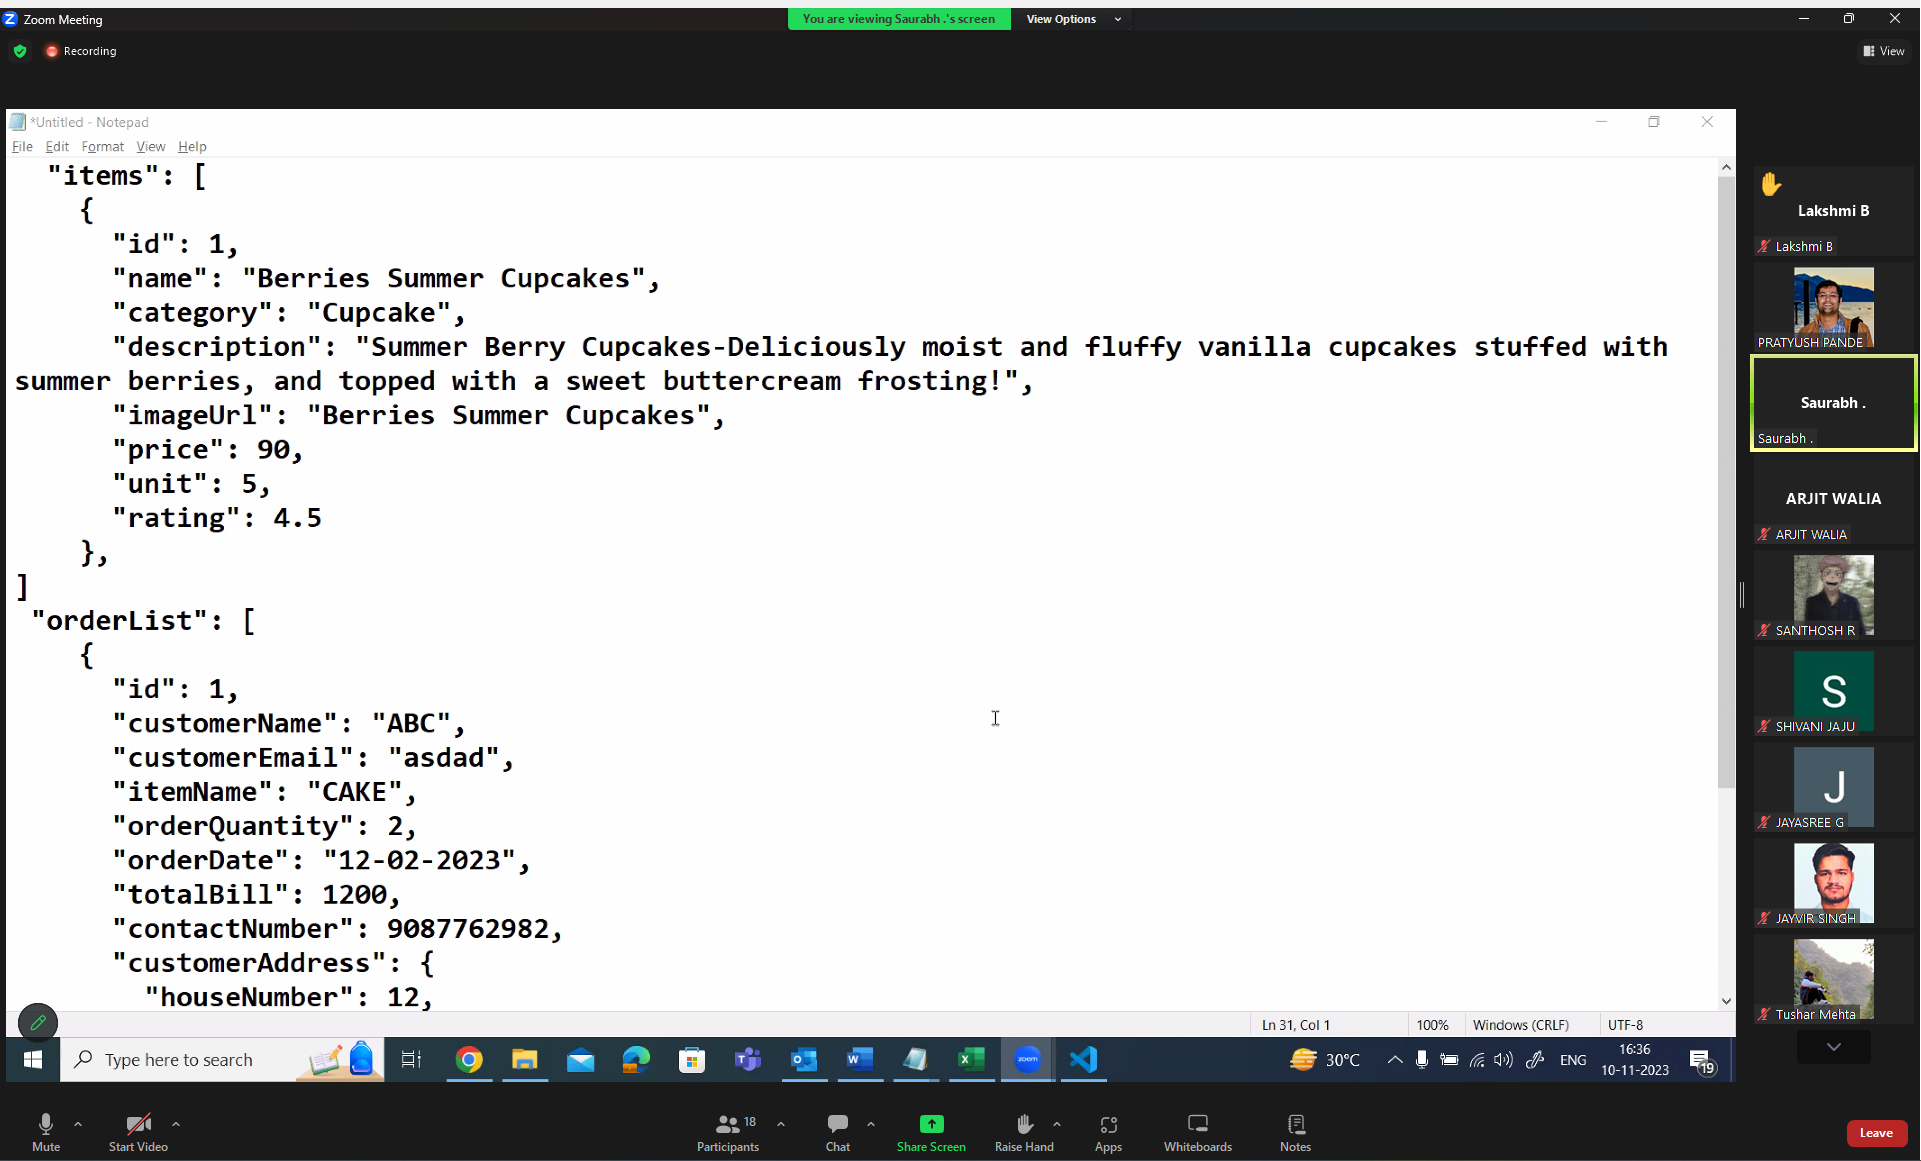 Zoom Meeting
You are viewing Saurabh .'s screen
View Options
Recording
View
*Untitled - Notepad
File Edit Format View Help
"items": [
{
"id": 1,
"name": "Berries Summer Cupcakes",
"category": "Cupcake",
"description": "Summer Berry Cupcakes-Deliciously moist and fluffy vanilla cupcakes stuffed with
summer berries, and topped with a sweet buttercream frosting!",
"imageUrl": "Berries Summer Cupcakes",
"price": 90,
"unit": 5,
"rating": 4.5
},
]
"orderList": [
{
"id": 1,
"customerName": "ABC",
"customerEmail": "asdad",
"itemName": "CAKE",
"orderQuantity": 2,
"orderDate": "12-02-2023",
"totalBill": 1200,
"contactNumber": 9087762982,
"customerAddress": {
"houseNumber": 12,
Ln 31, Col 1
100%
Windows (CRLF)
UTF-8
Type here to search
zoom
30°C
ENG
16:36
10-11-2023
19
Lakshmi B
Lakshmi B
PRATYUSH PANDE
Saurabh .
Saurabh .
ARJIT WALIA
ARJIT WALIA
SANTHOSH R
S
SHIVANI JAJU
J
JAYASREE G
JAYVIR SINGH
Tushar Mehta
Mute
Start Video
18
Participants
Chat
Share Screen
Raise Hand
Apps
Whiteboards
Notes
Leave